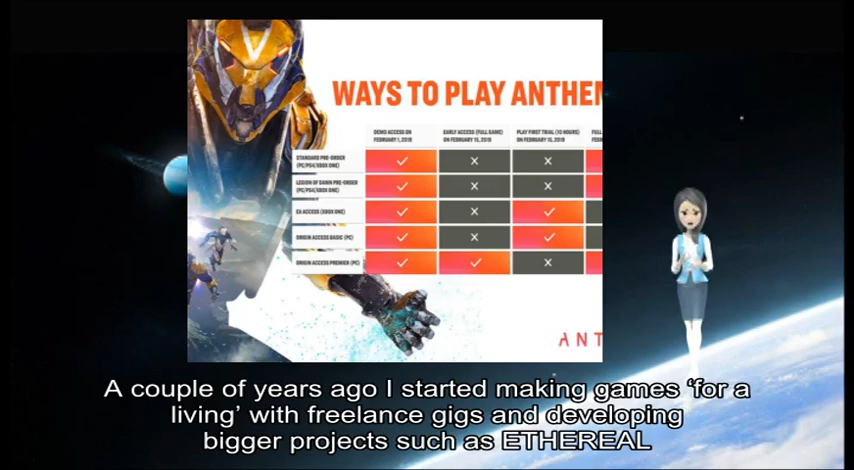 WAYS TO PLAY ANTHEM
DEMO ACCESS ON
FEBRUARY 1, 2019
EARLY ACCESS (FULL GAME)
ON FEBRUARY 15, 2019
PLAY FIRST TRIAL (10 HOURS)
ON FEBRUARY 15, 2019
STANDARD PRE-ORDER
(PC/PS4/XBOX ONE)
LEGION OF DAWN PRE-ORDER
(PC/PS4/XBOX ONE)
EA ACCESS (XBOX ONE)
ORIGIN ACCESS BASIC (PC)
ORIGIN ACCESS PREMIER (PC)
ANT
A couple of years ago I started making games ‘for a
living’ with freelance gigs and developing
bigger projects such as ETHEREAL